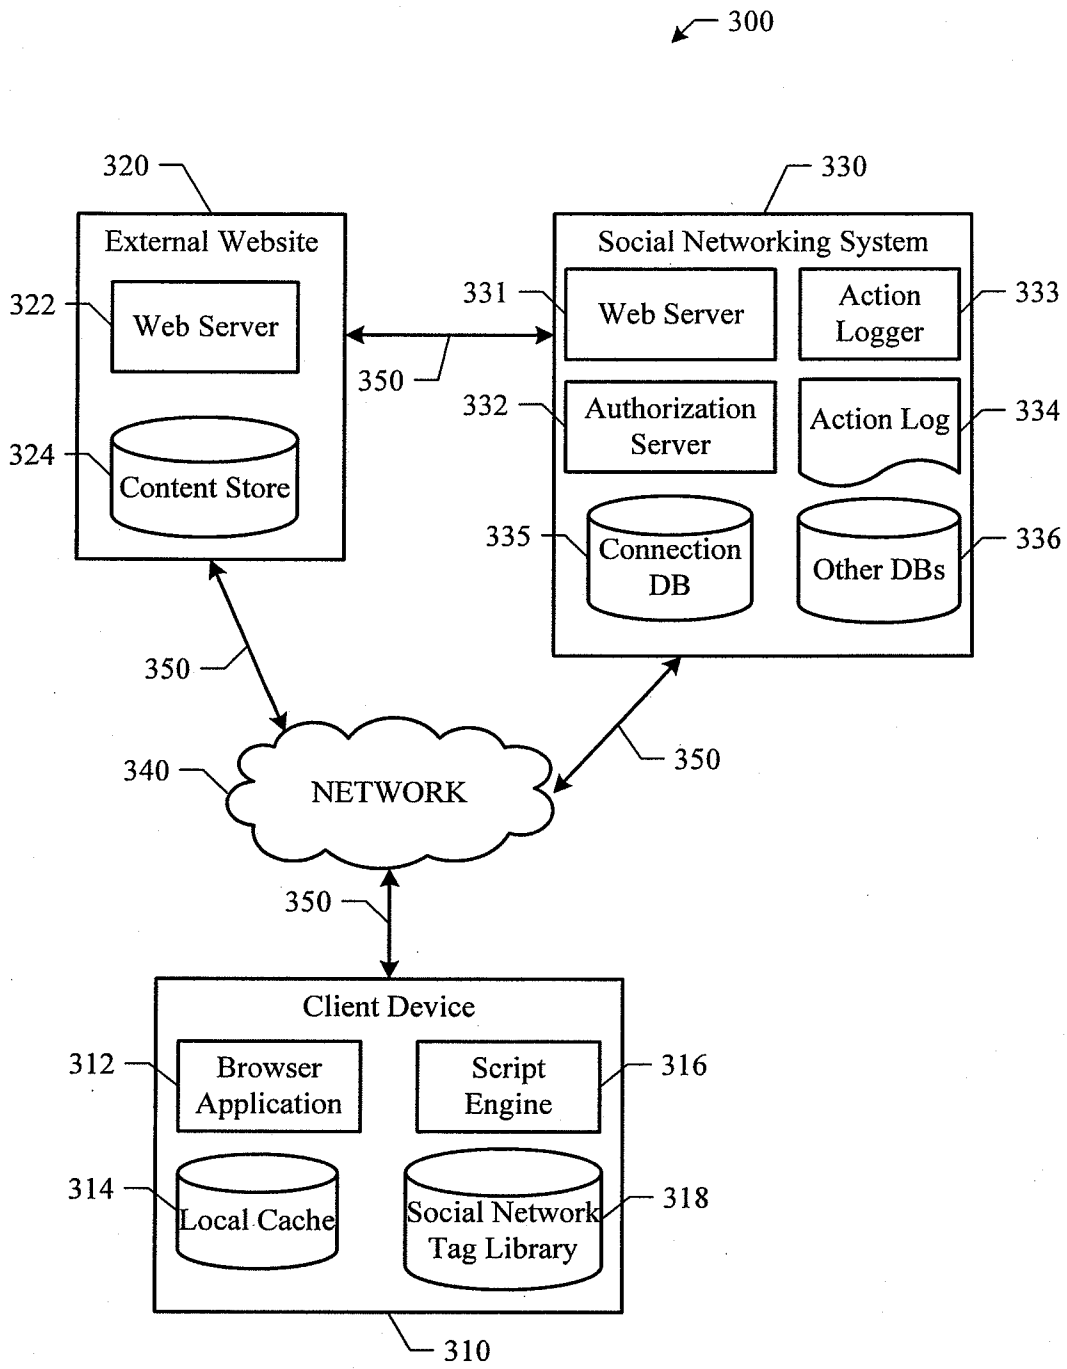 300
320
330
External Website
Social Networking System
322
Web Server
331
Web Server
Action
Logger
333
350
332
Authorization
Server
Action Log
334
324
Content Store
335
Connection
DB
Other DBs
336
350
350
340
NETWORK
350
Client Device
312
Browser
Application
Script
Engine
316
314
Local Cache
Social Network
Tag Library
318
310